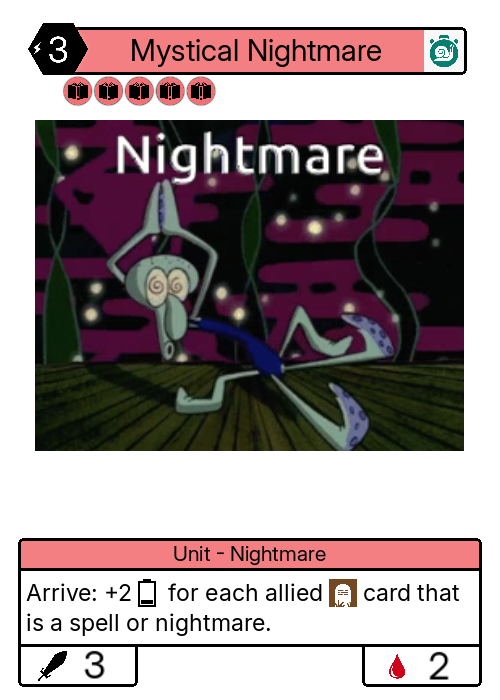 3
Mystical Nightmare
Nightmare
Unit - Nightmare
Arrive: +2 for each allied card that
is a spell or nightmare.
3
2